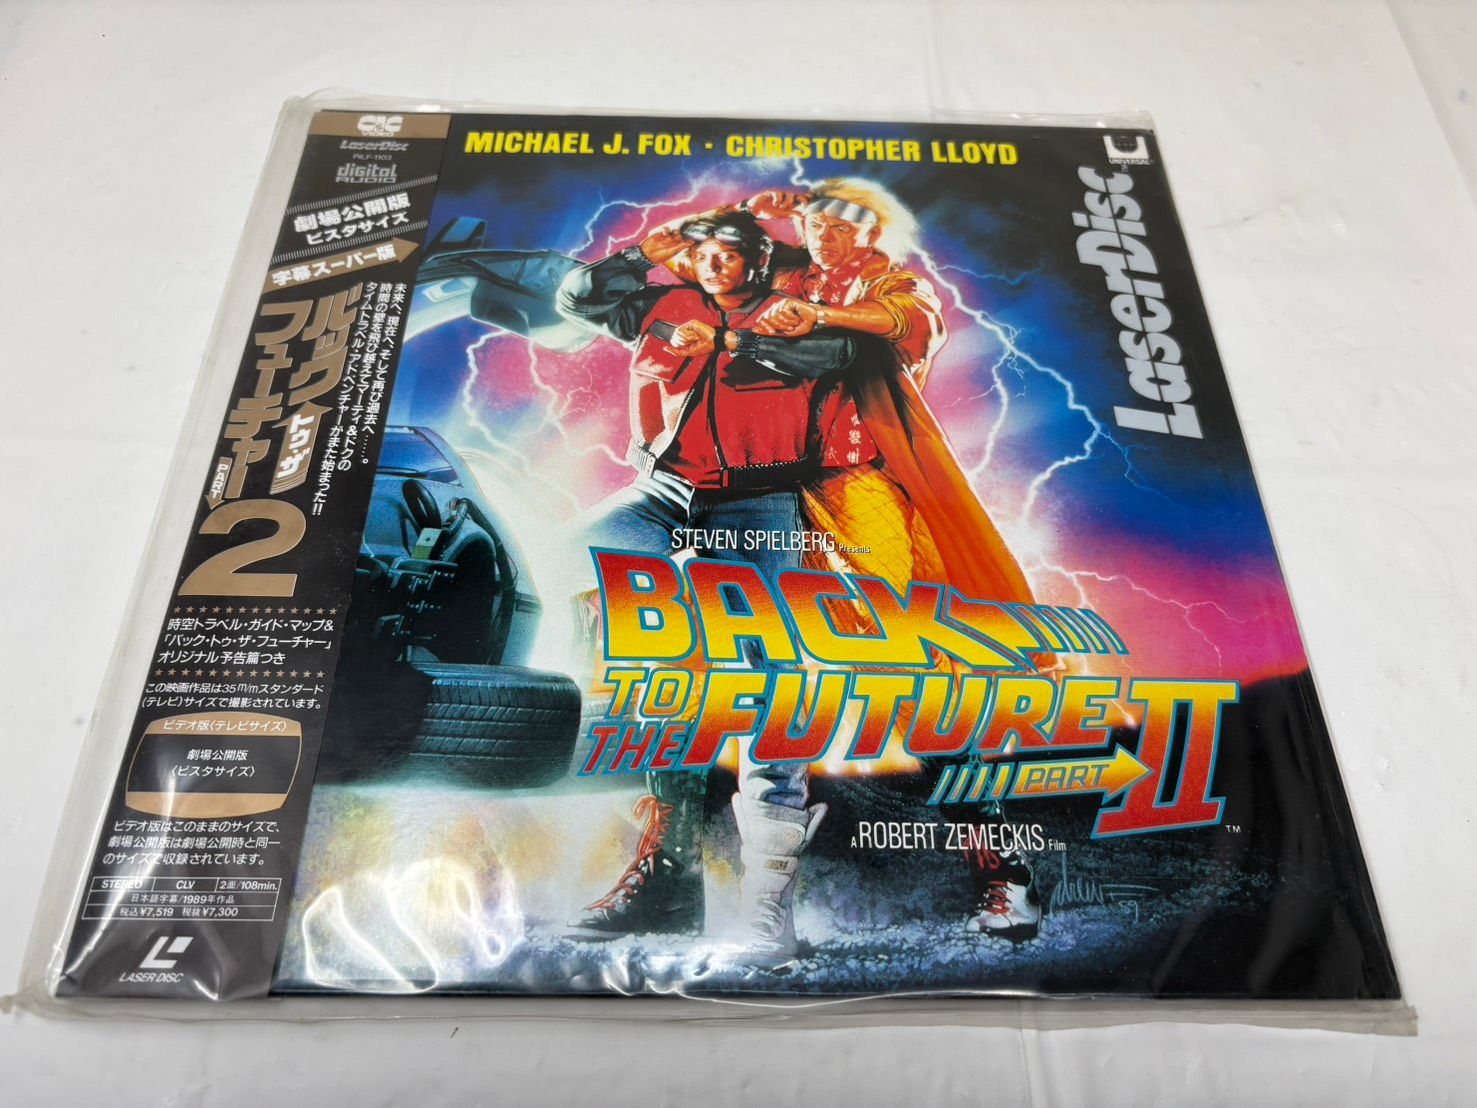 CIC
VIDEO
LaserDisc
PILF-1103
digital
AUDIO
劇場公開版
ビスタサイズ
字幕スーパー版
未来へ、現在へ、そして再び過去へ……。
時間の壁を飛び越えてマーティ&ドクの
タイムトラベル・アドベンチャーがまた始まった!!
バック
トゥ・ザ・
フューチャー
PART
2
時空トラベル・ガイド・マップ&
「バック・トゥ・ザ・フューチャー」
オリジナル予告篇つき
この映画作品は35m/mスタンダード
(テレビ)サイズで撮影されています。
ビデオ版〈テレビサイズ〉
劇場公開版
〈ビスタサイズ〉
ビデオ版はこのままのサイズで、
劇場公開版は劇場公開時と同一
のサイズで収録されています。
STEREO CLV 2面/108min.
日本語字幕/1989年作品
税込¥7,519 税抜¥7,300
LASER DISC
MICHAEL J. FOX · CHRISTOPHER LLOYD
UNIVERSAL
LaserDisc
STEVEN SPIELBERG Presents
BACK
TO
THE FUTURE
PART II
™
A ROBERT ZEMECKIS Film